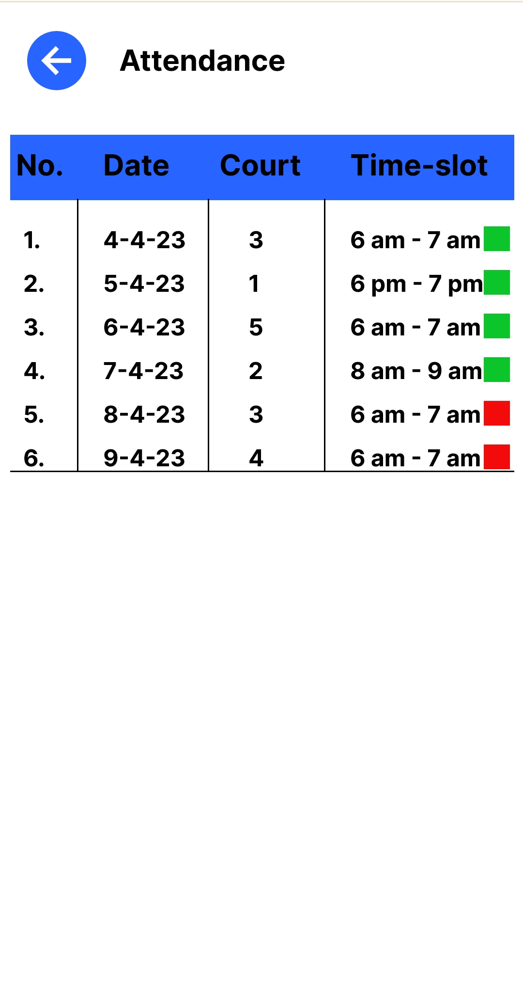 Attendance
No. Date Court Time-slot
1. 4-4-23 3 6 am - 7 am
2. 5-4-23 1 6 pm - 7 pm
3. 6-4-23 5 6 am - 7 am
4. 7-4-23 2 8 am - 9 am
5. 8-4-23 3 6 am - 7 am
6. 9-4-23 4 6 am - 7 am